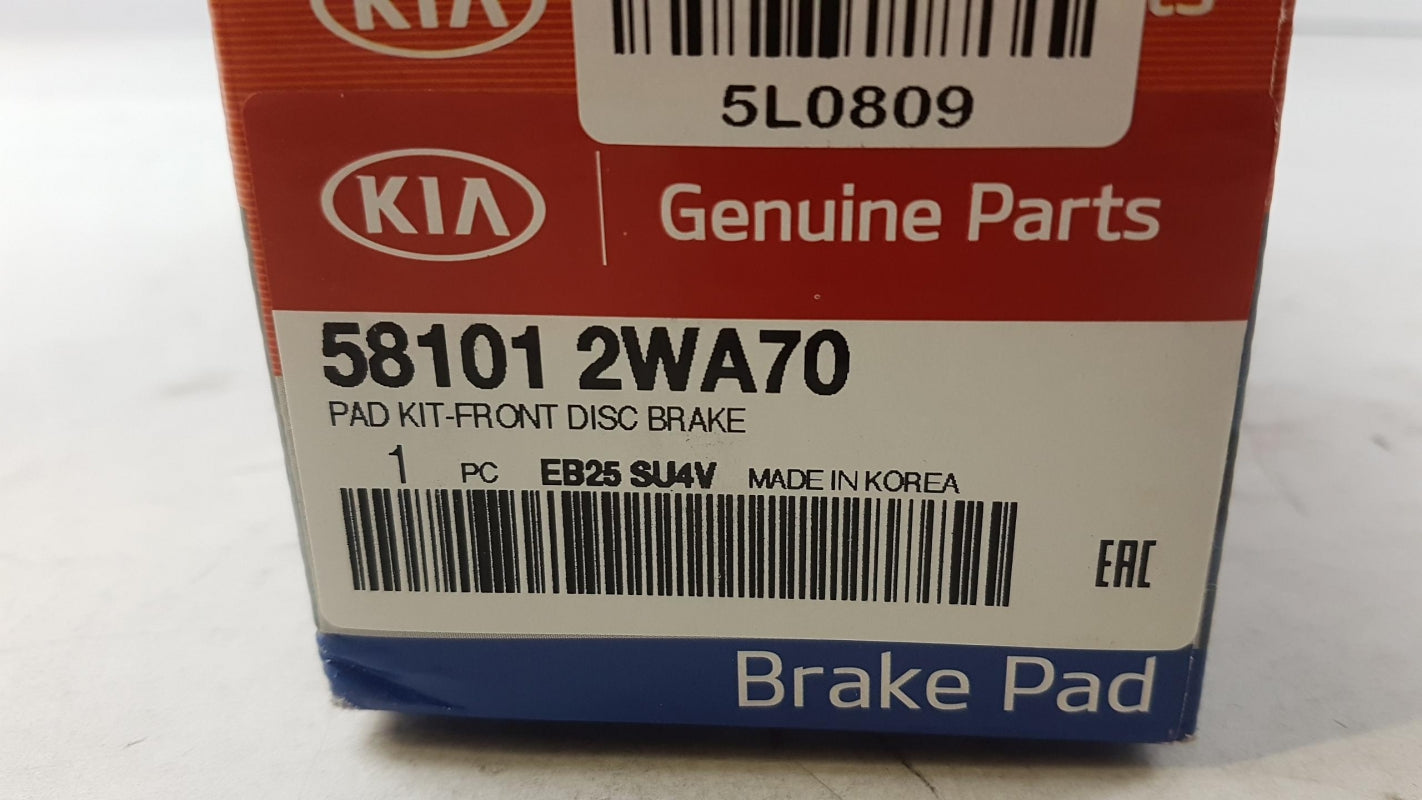 KIA
5L0809
KIA Genuine Parts
58101 2WA70
PAD KIT-FRONT DISC BRAKE
1 PC EB25 SU4V MADE IN KOREA
EAC
Brake Pad